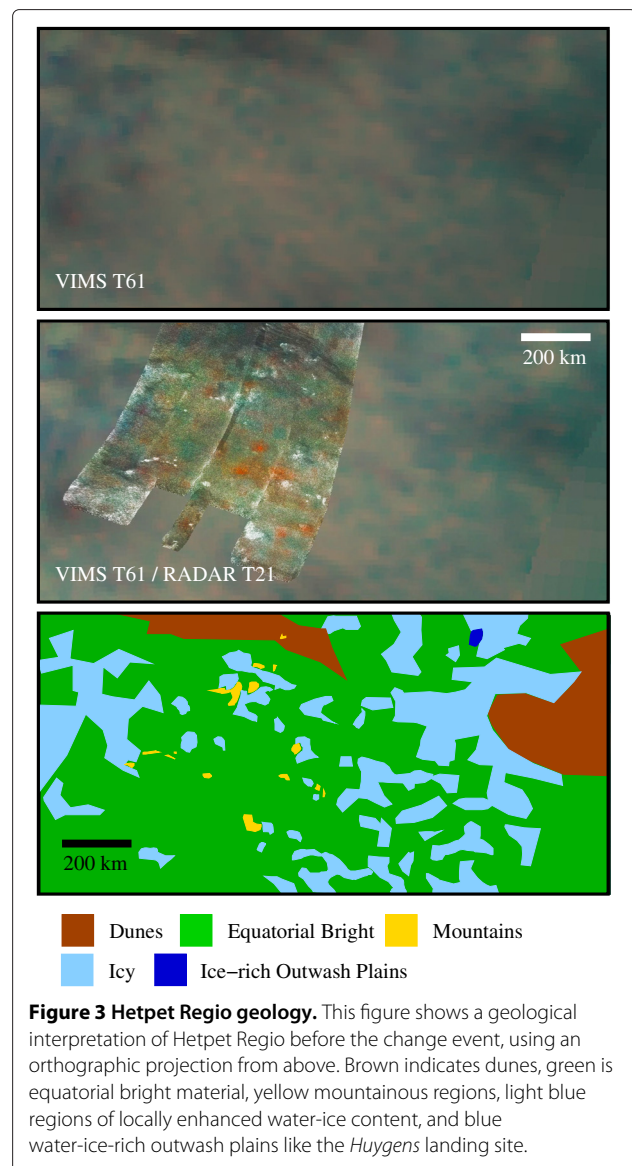 VIMS T61
200 km
VIMS T61 / RADAR T21
200 km
Dunes Equatorial Bright Mountains
Icy Ice−rich Outwash Plains
Figure 3 Hetpet Regio geology. This figure shows a geological
interpretation of Hetpet Regio before the change event, using an
orthographic projection from above. Brown indicates dunes, green is
equatorial bright material, yellow mountainous regions, light blue
regions of locally enhanced water-ice content, and blue
water-ice-rich outwash plains like the Huygens landing site.